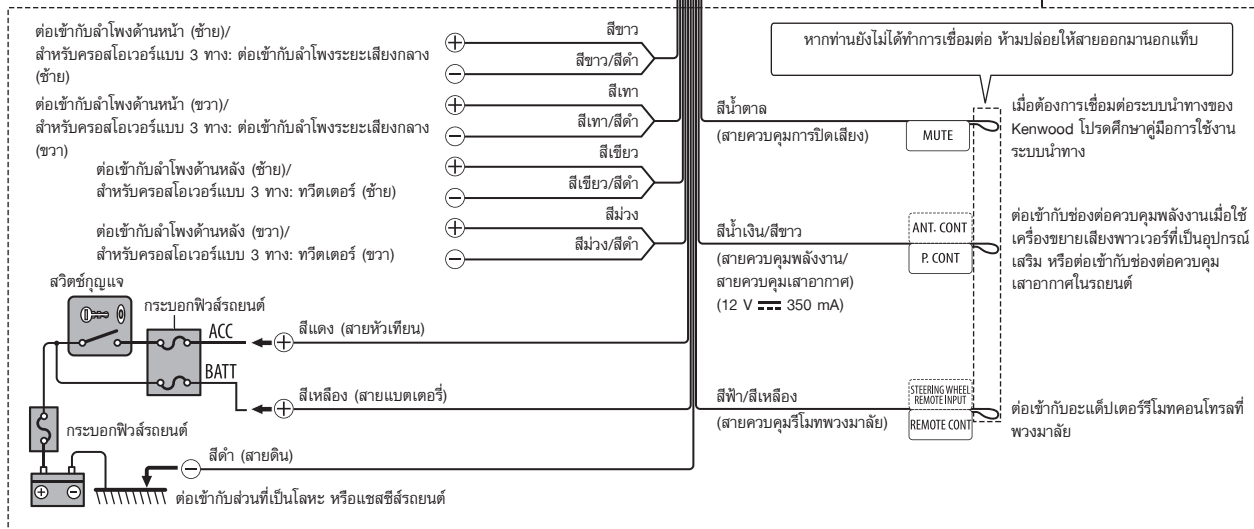 ต่อเข้ากับลำโพงด้านหน้า (ซ้าย)/
สำหรับครอสโอเวอร์แบบ 3 ทาง: ต่อเข้ากับลำโพงระยะเสียงกลาง
(ซ้าย)
สีขาว
สีขาว/สีดำ
ต่อเข้ากับลำโพงด้านหน้า (ขวา)/
สำหรับครอสโอเวอร์แบบ 3 ทาง: ต่อเข้ากับลำโพงระยะเสียงกลาง
(ขวา)
สีเทา
สีเทา/สีดำ
ต่อเข้ากับลำโพงด้านหลัง (ซ้าย)/
สำหรับครอสโอเวอร์แบบ 3 ทาง: ทวีตเตอร์ (ซ้าย)
สีเขียว
สีเขียว/สีดำ
ต่อเข้ากับลำโพงด้านหลัง (ขวา)/
สำหรับครอสโอเวอร์แบบ 3 ทาง: ทวีตเตอร์ (ขวา)
สีม่วง
สีม่วง/สีดำ
สวิตช์กุญแจ
กระบอกฟิวส์รถยนต์
ACC
สีแดง (สายหัวเทียน)
BATT
สีเหลือง (สายแบตเตอรี่)
กระบอกฟิวส์รถยนต์
สีดำ (สายดิน)
ต่อเข้ากับส่วนที่เป็นโลหะ หรือแชสซีส์รถยนต์
หากท่านยังไม่ได้ทำการเชื่อมต่อ ห้ามปล่อยให้สายออกมานอกแท็บ
สีน้ำตาล
(สายควบคุมการปิดเสียง)
MUTE
เมื่อต้องการเชื่อมต่อระบบนำทางของ
Kenwood โปรดศึกษาคู่มือการใช้งาน
ระบบนำทาง
สีน้ำเงิน/สีขาว
(สายควบคุมพลังงาน/
สายควบคุมเสาอากาศ)
(12 V ⎓ 350 mA)
ANT. CONT
P. CONT
ต่อเข้ากับช่องต่อควบคุมพลังงานเมื่อใช้
เครื่องขยายเสียงพาวเวอร์ที่เป็นอุปกรณ์
เสริม หรือต่อเข้ากับช่องต่อควบคุม
เสาอากาศในรถยนต์
สีฟ้า/สีเหลือง
(สายควบคุมรีโมทพวงมาลัย)
STEERING WHEEL
REMOTE INPUT
REMOTE CONT
ต่อเข้ากับอะแด็ปเตอร์รีโมทคอนโทรลที่
พวงมาลัย